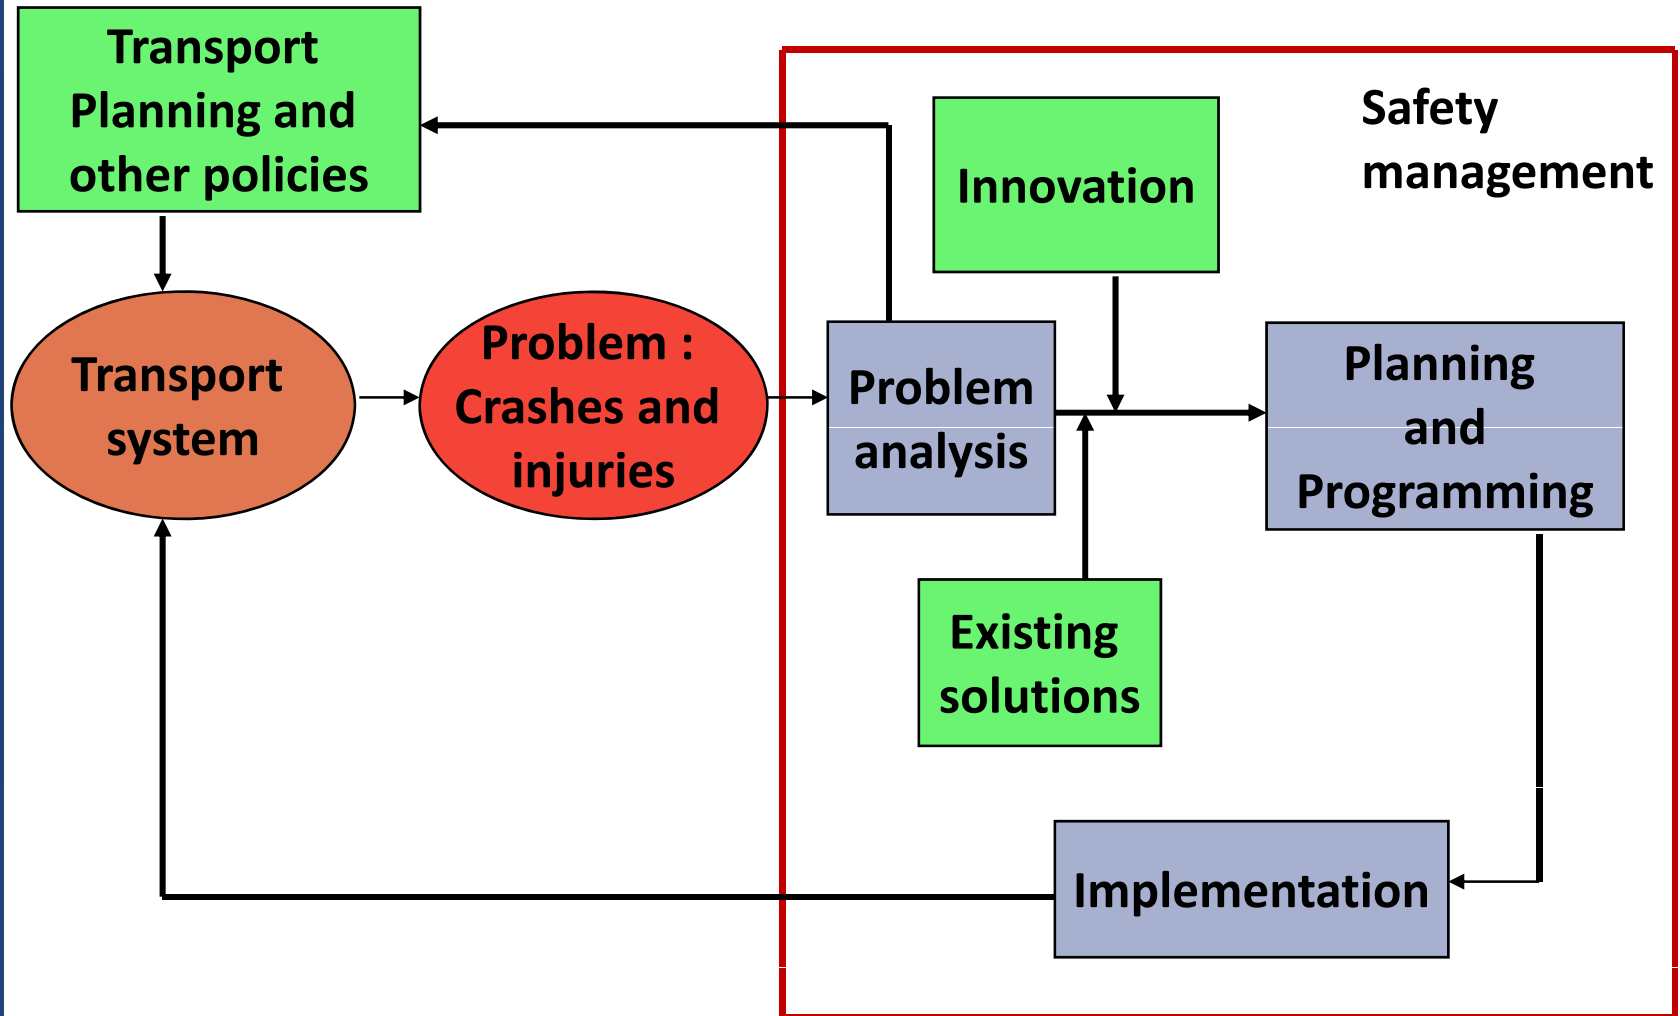 Transport
Planning and
other policies
Safety
management
Innovation
Transport
system
Problem :
Crashes and
injuries
Problem
analysis
Planning
and
Programming
Existing
solutions
Implementation